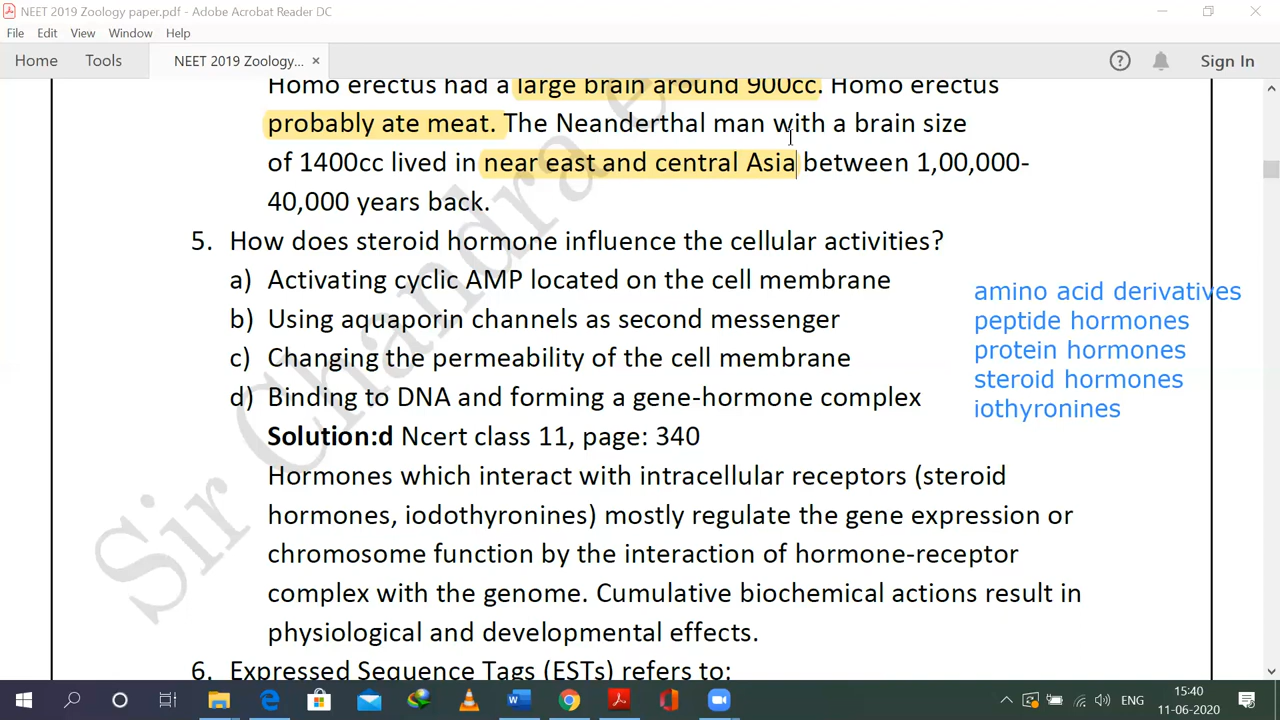 NEET 2019 Zoology paper.pdf - Adobe Acrobat Reader DC
File Edit View Window Help
Home Tools NEET 2019 Zoology... × ? Sign In
Homo erectus had a large brain around 900cc. Homo erectus
probably ate meat. The Neanderthal man with a brain size
of 1400cc lived in near east and central Asia between 1,00,000-
40,000 years back.
5. How does steroid hormone influence the cellular activities?
a) Activating cyclic AMP located on the cell membrane
b) Using aquaporin channels as second messenger
c) Changing the permeability of the cell membrane
d) Binding to DNA and forming a gene-hormone complex
Solution:d Ncert class 11, page: 340
Hormones which interact with intracellular receptors (steroid
hormones, iodothyronines) mostly regulate the gene expression or
chromosome function by the interaction of hormone-receptor
complex with the genome. Cumulative biochemical actions result in
physiological and developmental effects.
6. Expressed Sequence Tags (ESTs) refers to:
amino acid derivatives
peptide hormones
protein hormones
steroid hormones
iothyronines
Sir Chandra
ENG
15:40
11-06-2020